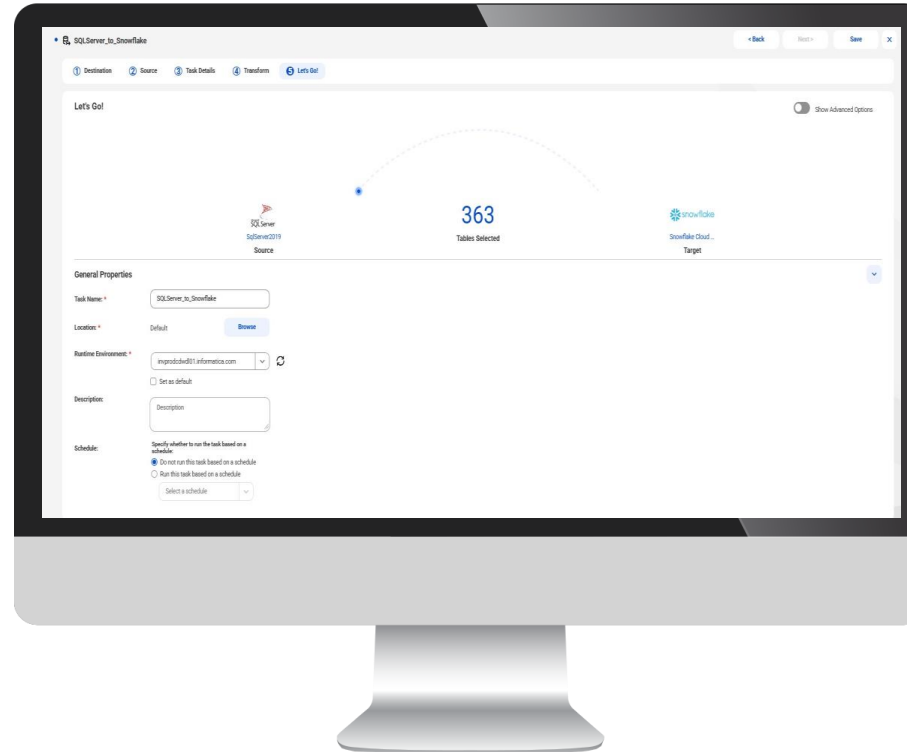 SQLServer_to_Snowflake
< Back Next > Save X
1 Destination 2 Source 3 Task Details 4 Transform 5 Let's Go!
Let's Go!
Show Advanced Options
SQL Server
363
snowflake
SqlServer2019
Tables Selected
Snowflake Cloud ...
Source
Target
General Properties
Task Name: * SQLServer_to_Snowflake
Location: * Default Browse
Runtime Environment: * invprodcdwdl01.informatica.com
Set as default
Description: Description
Schedule: Specify whether to run the task based on a
schedule:
Do not run this task based on a schedule
Run this task based on a schedule
Select a schedule